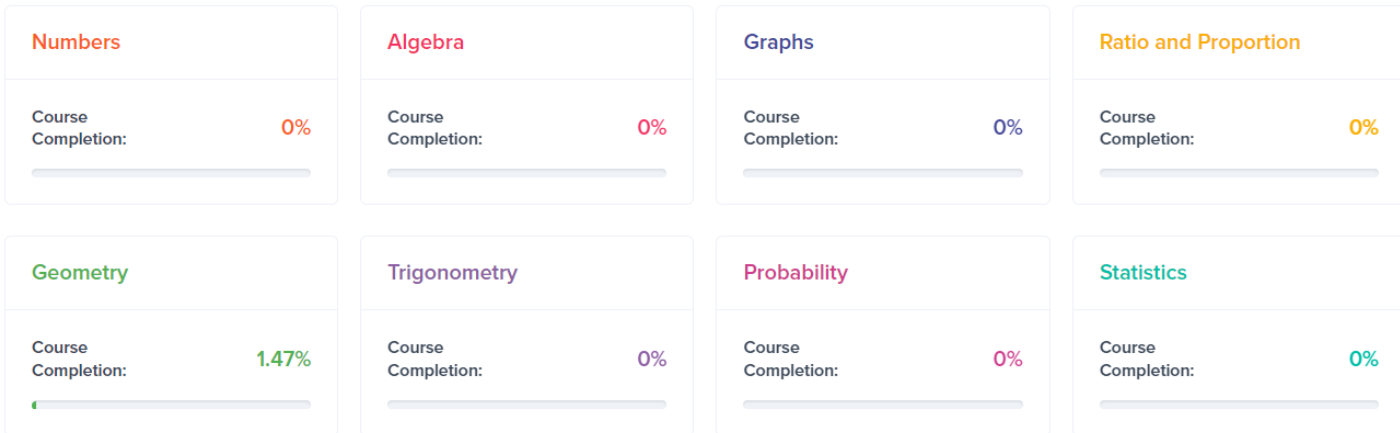 Numbers
Course
Completion:
0%
Algebra
Course
Completion:
0%
Graphs
Course
Completion:
0%
Ratio and Proportion
Course
Completion:
0%
Geometry
Course
Completion:
1.47%
Trigonometry
Course
Completion:
0%
Probability
Course
Completion:
0%
Statistics
Course
Completion:
0%